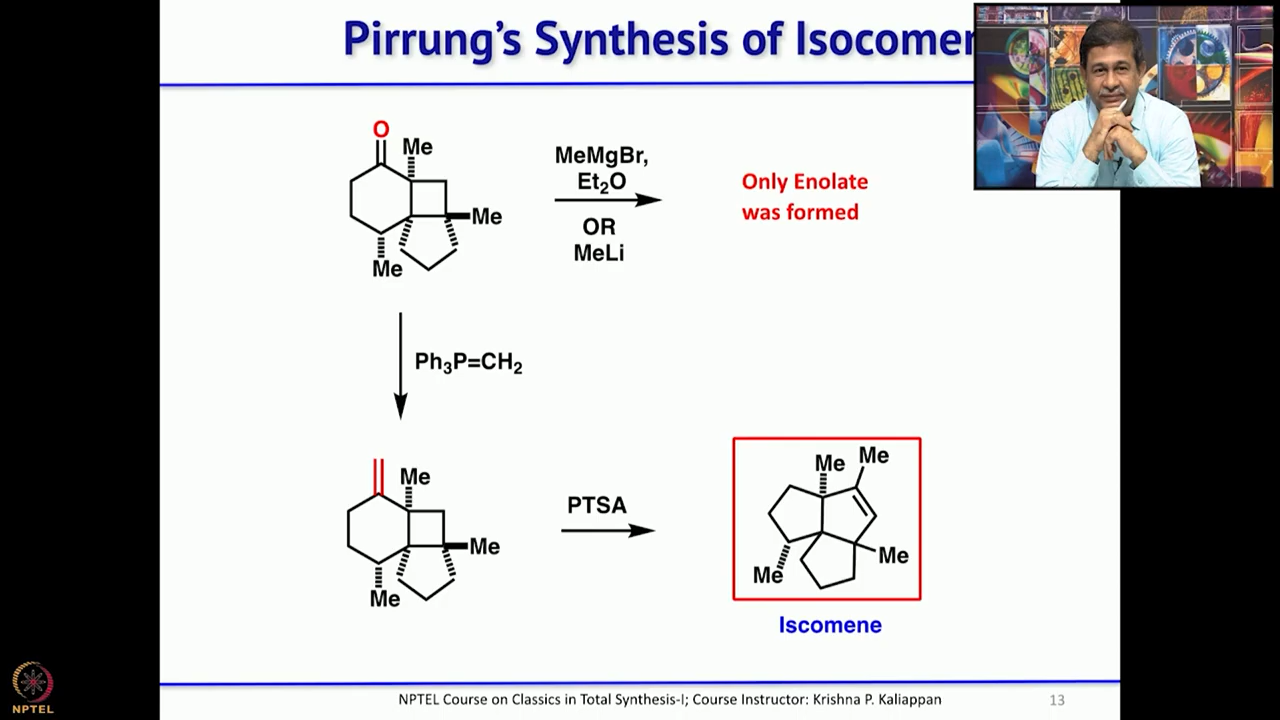 Pirrung's Synthesis of Isocomen
O
Me
Me
Me
MeMgBr,
Et₂O
OR
MeLi
Only Enolate
was formed
Ph₃P=CH₂
Me
Me
Me
PTSA
Me
Me
Me
Me
Iscomene
NPTEL
NPTEL Course on Classics in Total Synthesis-I; Course Instructor: Krishna P. Kaliappan
13